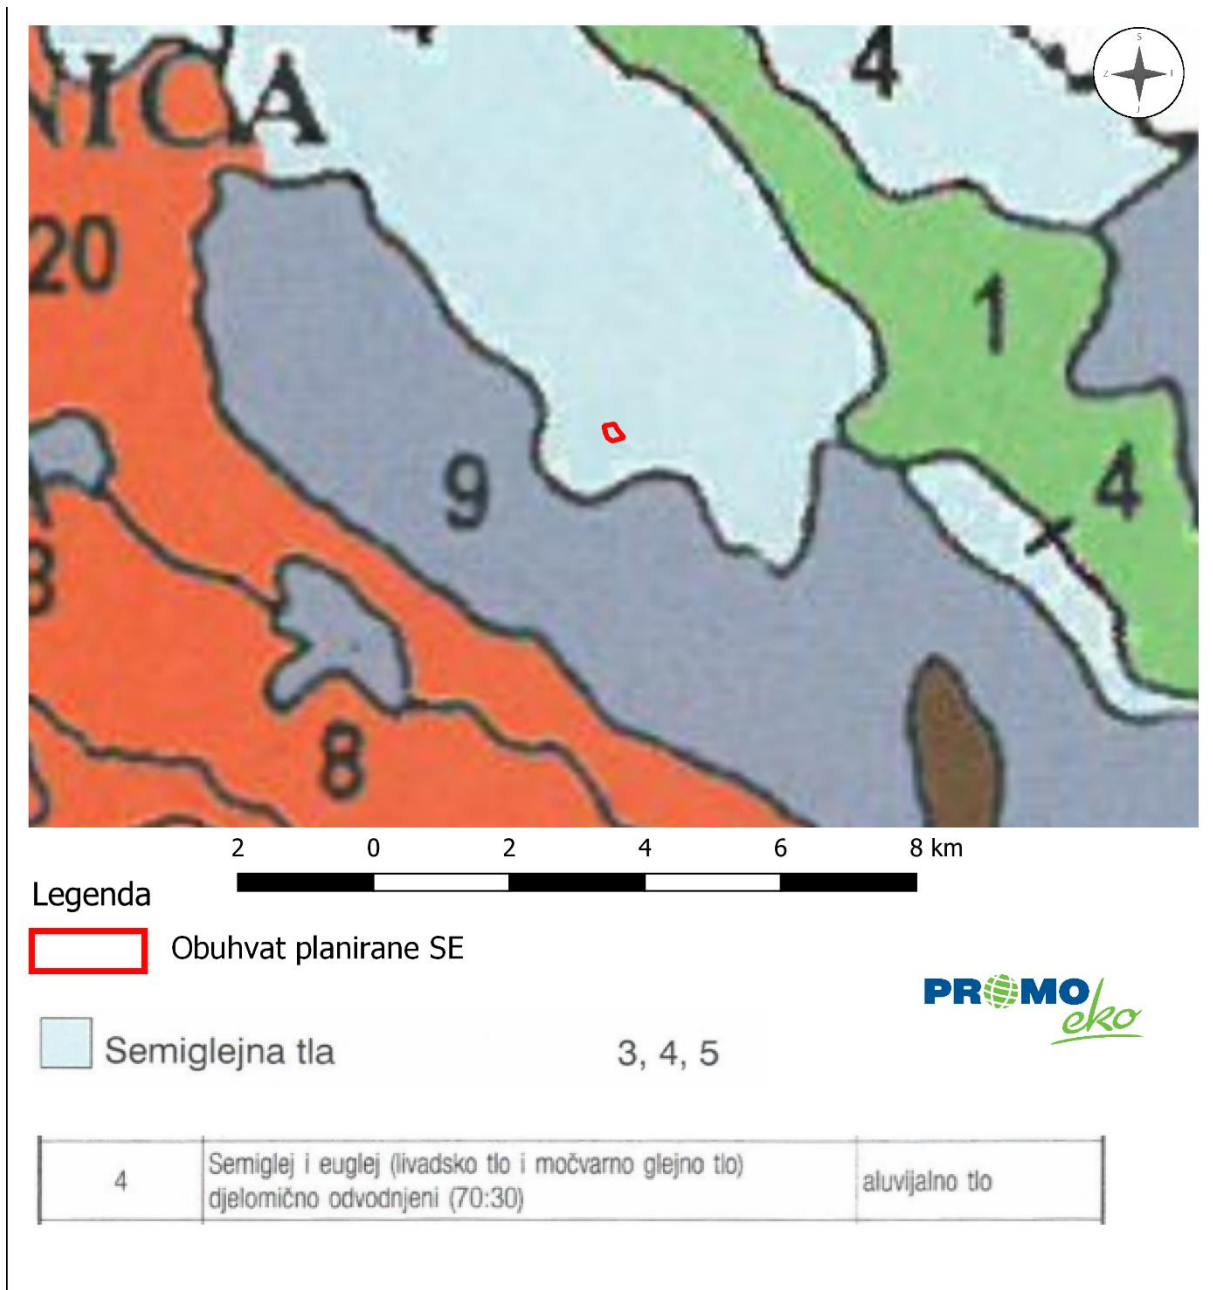 4
4
NICA
20
1
9
4
3
8
S
Z
I
J
2 0 2 4 6 8 km
Legenda
Obuhvat planirane SE
PROMO
eko
Semiglejna tla 3, 4, 5
4 Semiglej i euglej (livadsko tlo i močvarno glejno tlo) aluvijalno tlo
djelomično odvodnjeni (70:30)